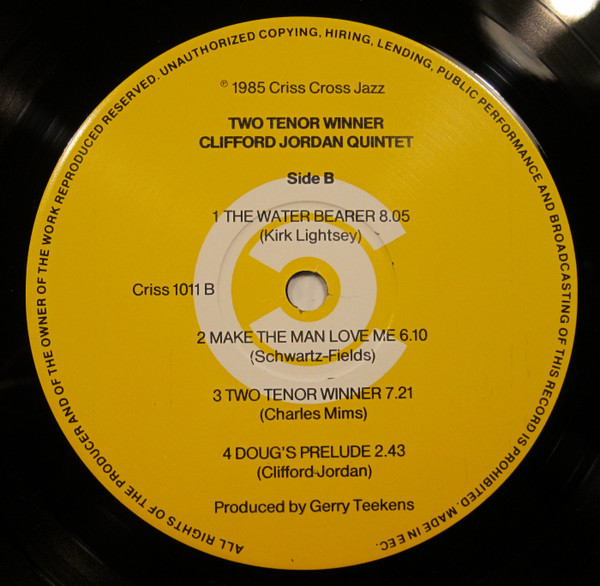 ALL RIGHTS OF THE PRODUCER AND OF THE OWNER OF THE WORK REPRODUCED RESERVED. UNAUTHORIZED COPYING, HIRING, LENDING, PUBLIC PERFORMANCE AND BROADCASTING OF THIS RECORD IS PROHIBITED. MADE IN EEC.
℗ 1985 Criss Cross Jazz
TWO TENOR WINNER
CLIFFORD JORDAN QUINTET
Side B
1 THE WATER BEARER 8.05
(Kirk Lightsey)
Criss 1011 B
2 MAKE THE MAN LOVE ME 6.10
(Schwartz-Fields)
3 TWO TENOR WINNER 7.21
(Charles Mims)
4 DOUG'S PRELUDE 2.43
(Clifford Jordan)
Produced by Gerry Teekens